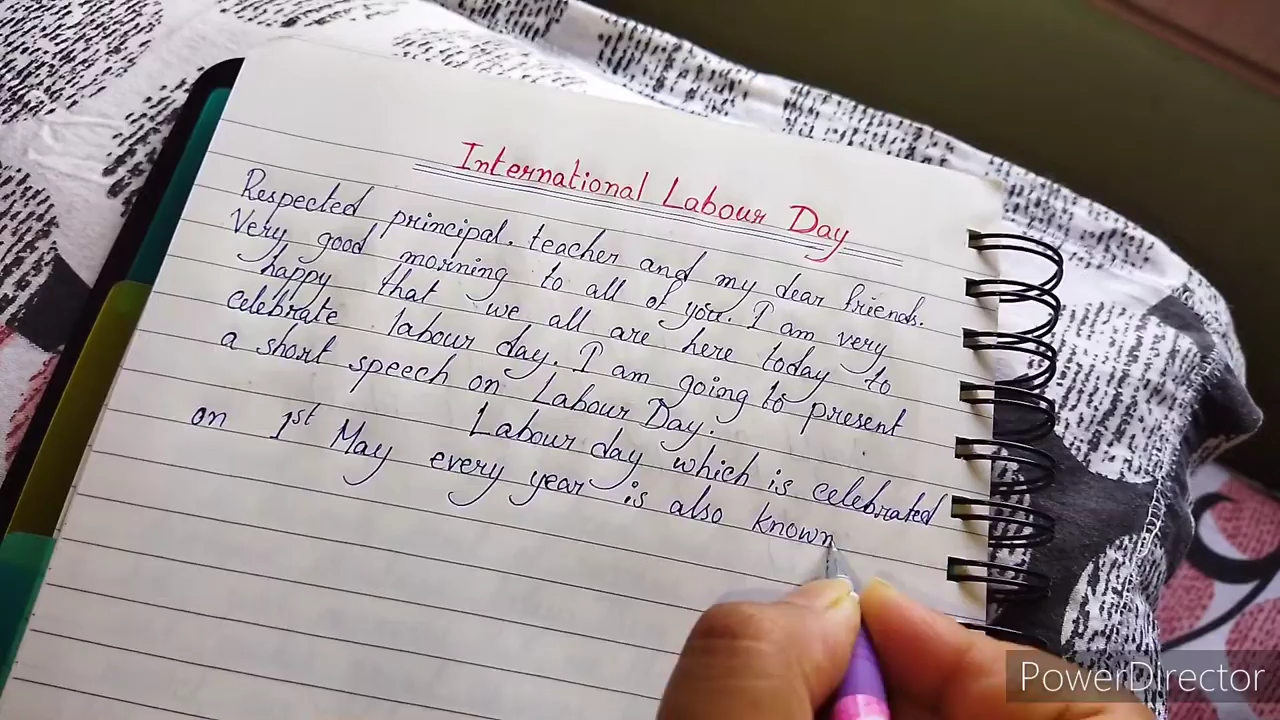 International Labour Day
Respected principal. teacher and my dear friends.
Very good morning to all of you. I am very
happy that we all are here today to
celebrate labour day. I am going to present
a short speech on Labour Day.
Labour day which is celebrated
on 1st May every year is also known
PowerDirector